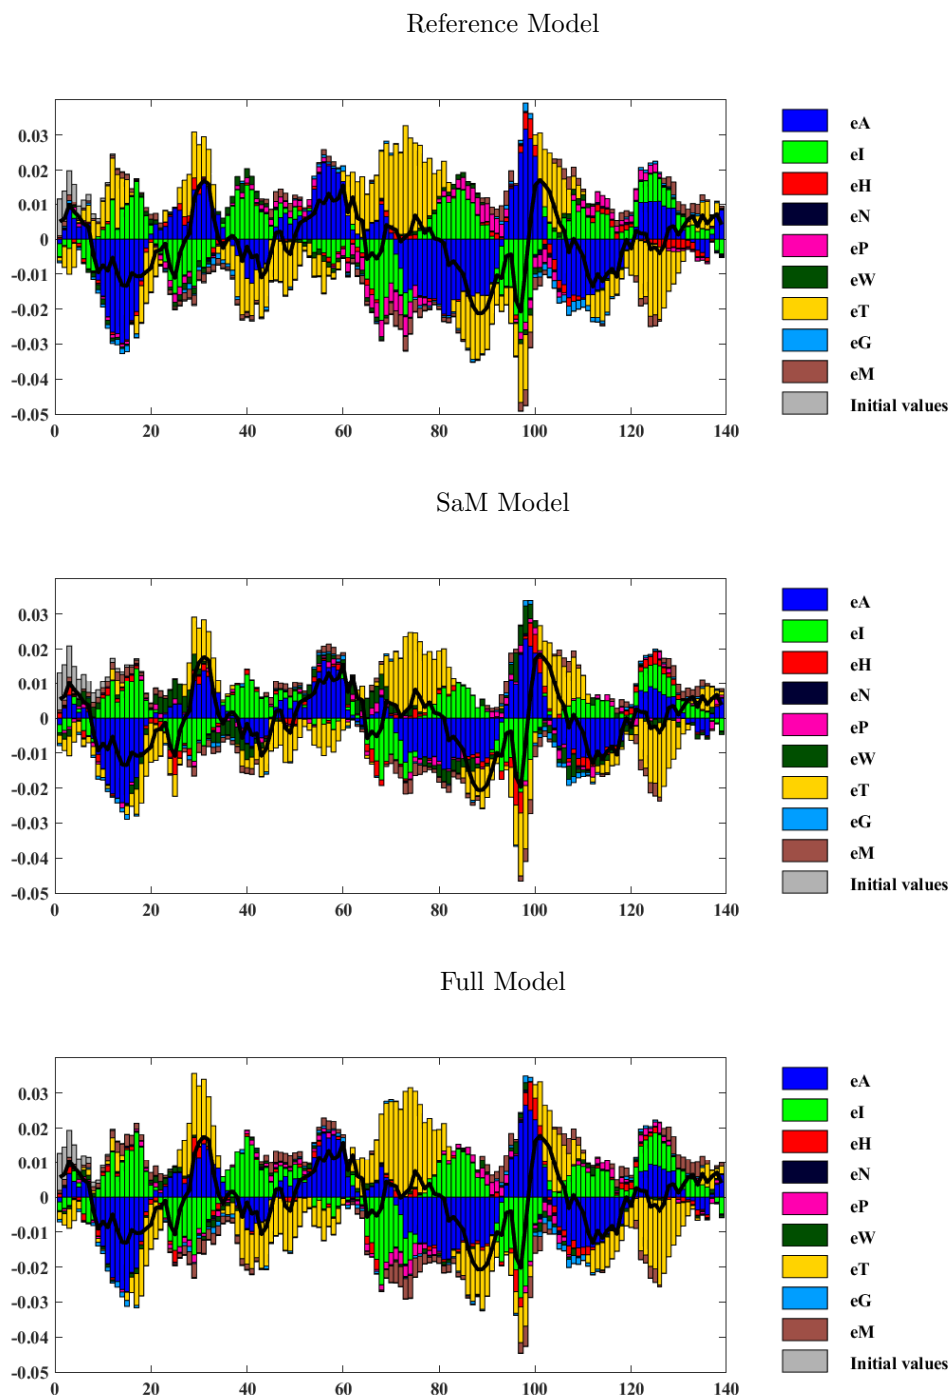 Reference Model
0.03
0.02
0.01
0
-0.01
-0.02
-0.03
-0.04
-0.05
0 20 40 60 80 100 120 140
eA
eI
eH
eN
eP
eW
eT
eG
eM
Initial values
SaM Model
0.03
0.02
0.01
0
-0.01
-0.02
-0.03
-0.04
-0.05
0 20 40 60 80 100 120 140
eA
eI
eH
eN
eP
eW
eT
eG
eM
Initial values
Full Model
0.03
0.02
0.01
0
-0.01
-0.02
-0.03
-0.04
-0.05
0 20 40 60 80 100 120 140
eA
eI
eH
eN
eP
eW
eT
eG
eM
Initial values